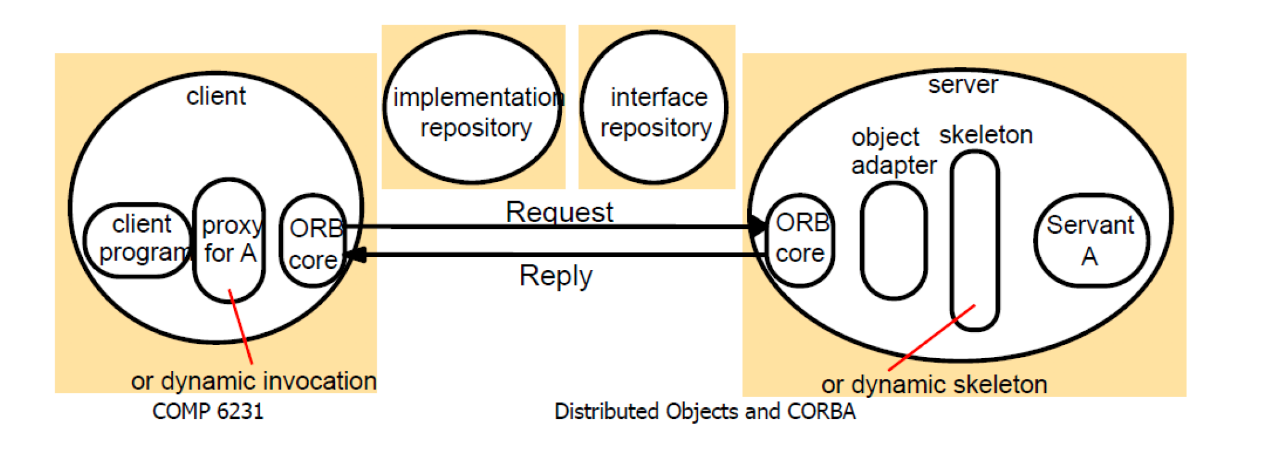 client
implementation
repository
interface
repository
server
object
adapter
skeleton
client
program
proxy
for A
ORB
core
Request
Reply
ORB
core
Servant
A
or dynamic invocation
or dynamic skeleton
COMP 6231
Distributed Objects and CORBA